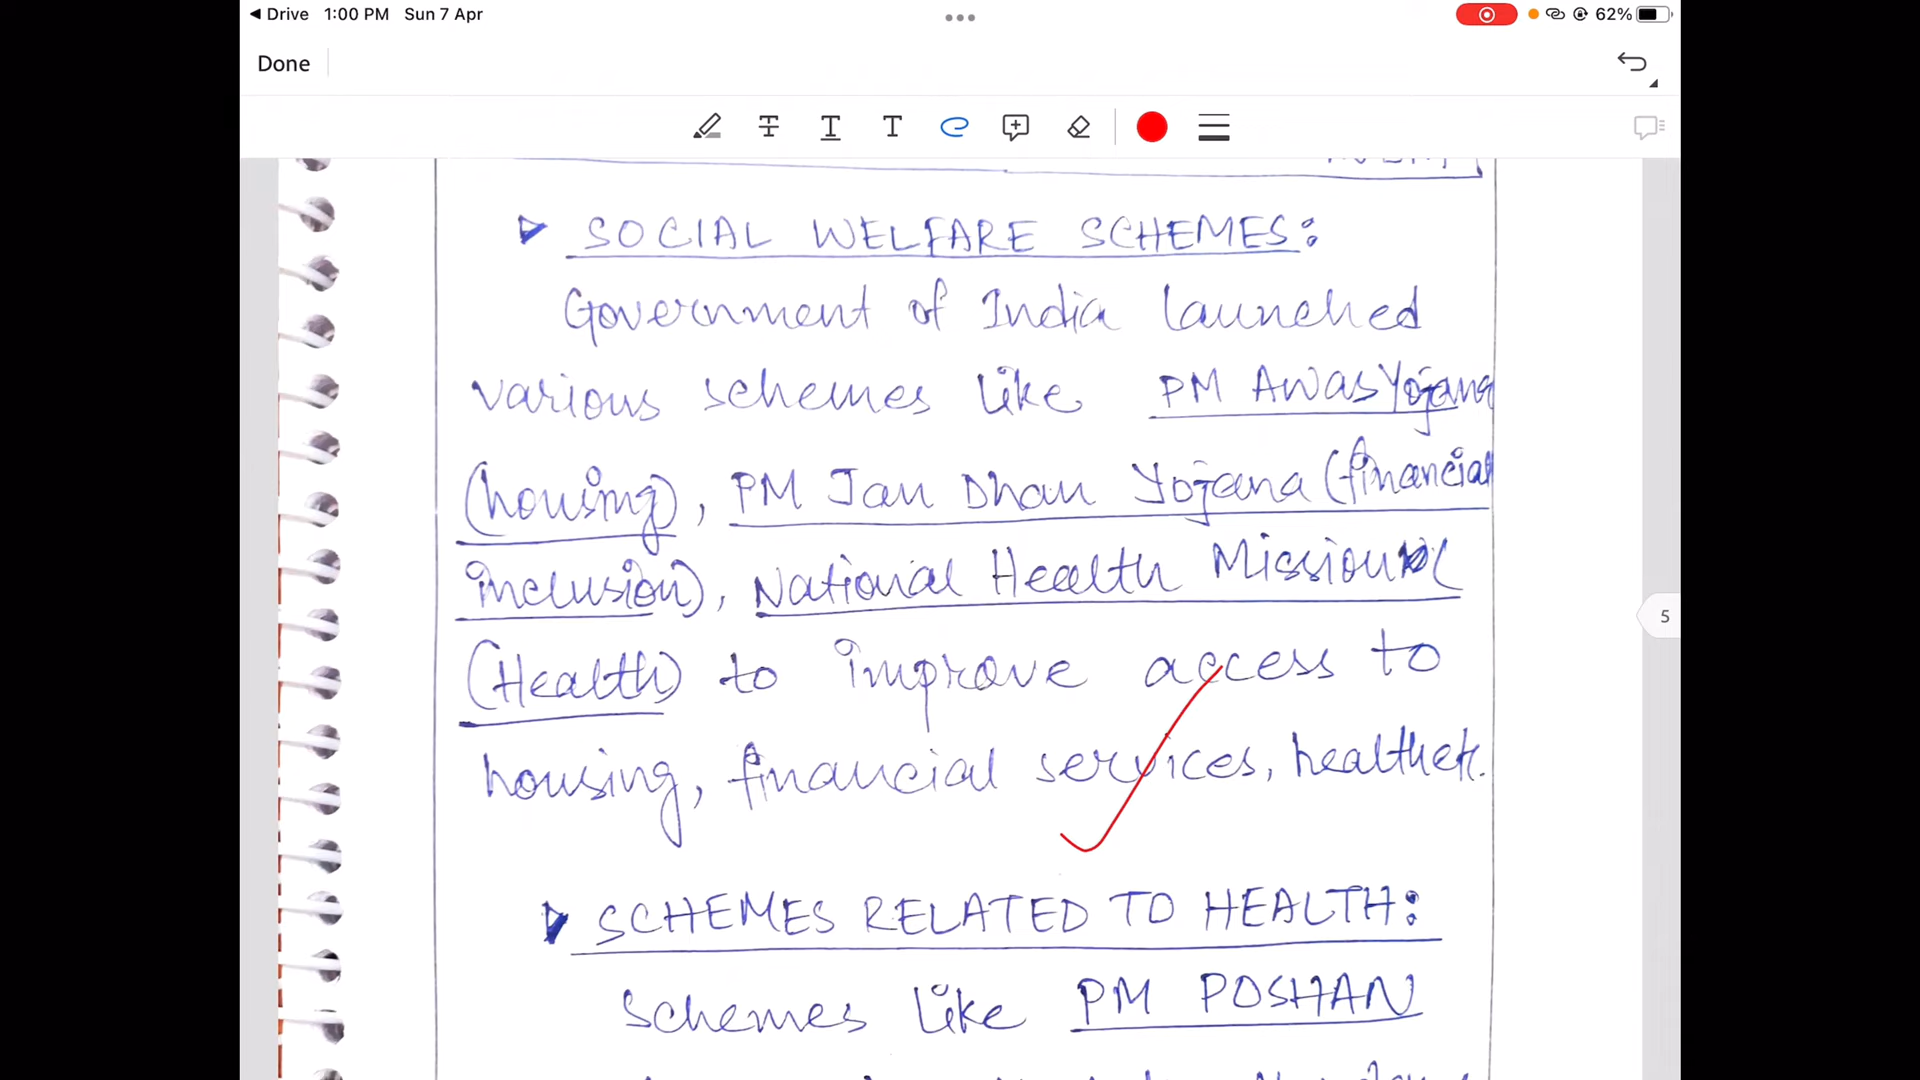 Drive 1:00 PM Sun 7 Apr 62%
Done
T T T
SOCIAL WELFARE SCHEMES:
Government of India launched
various schemes like PM Awas Yojana
(housing), PM Jan Dhan Yojana (financial
inclusion), National Health Mission (
(Health) to improve access to
housing, financial services, health etc.
SCHEMES RELATED TO HEALTH:
schemes like PM POSHAN
5